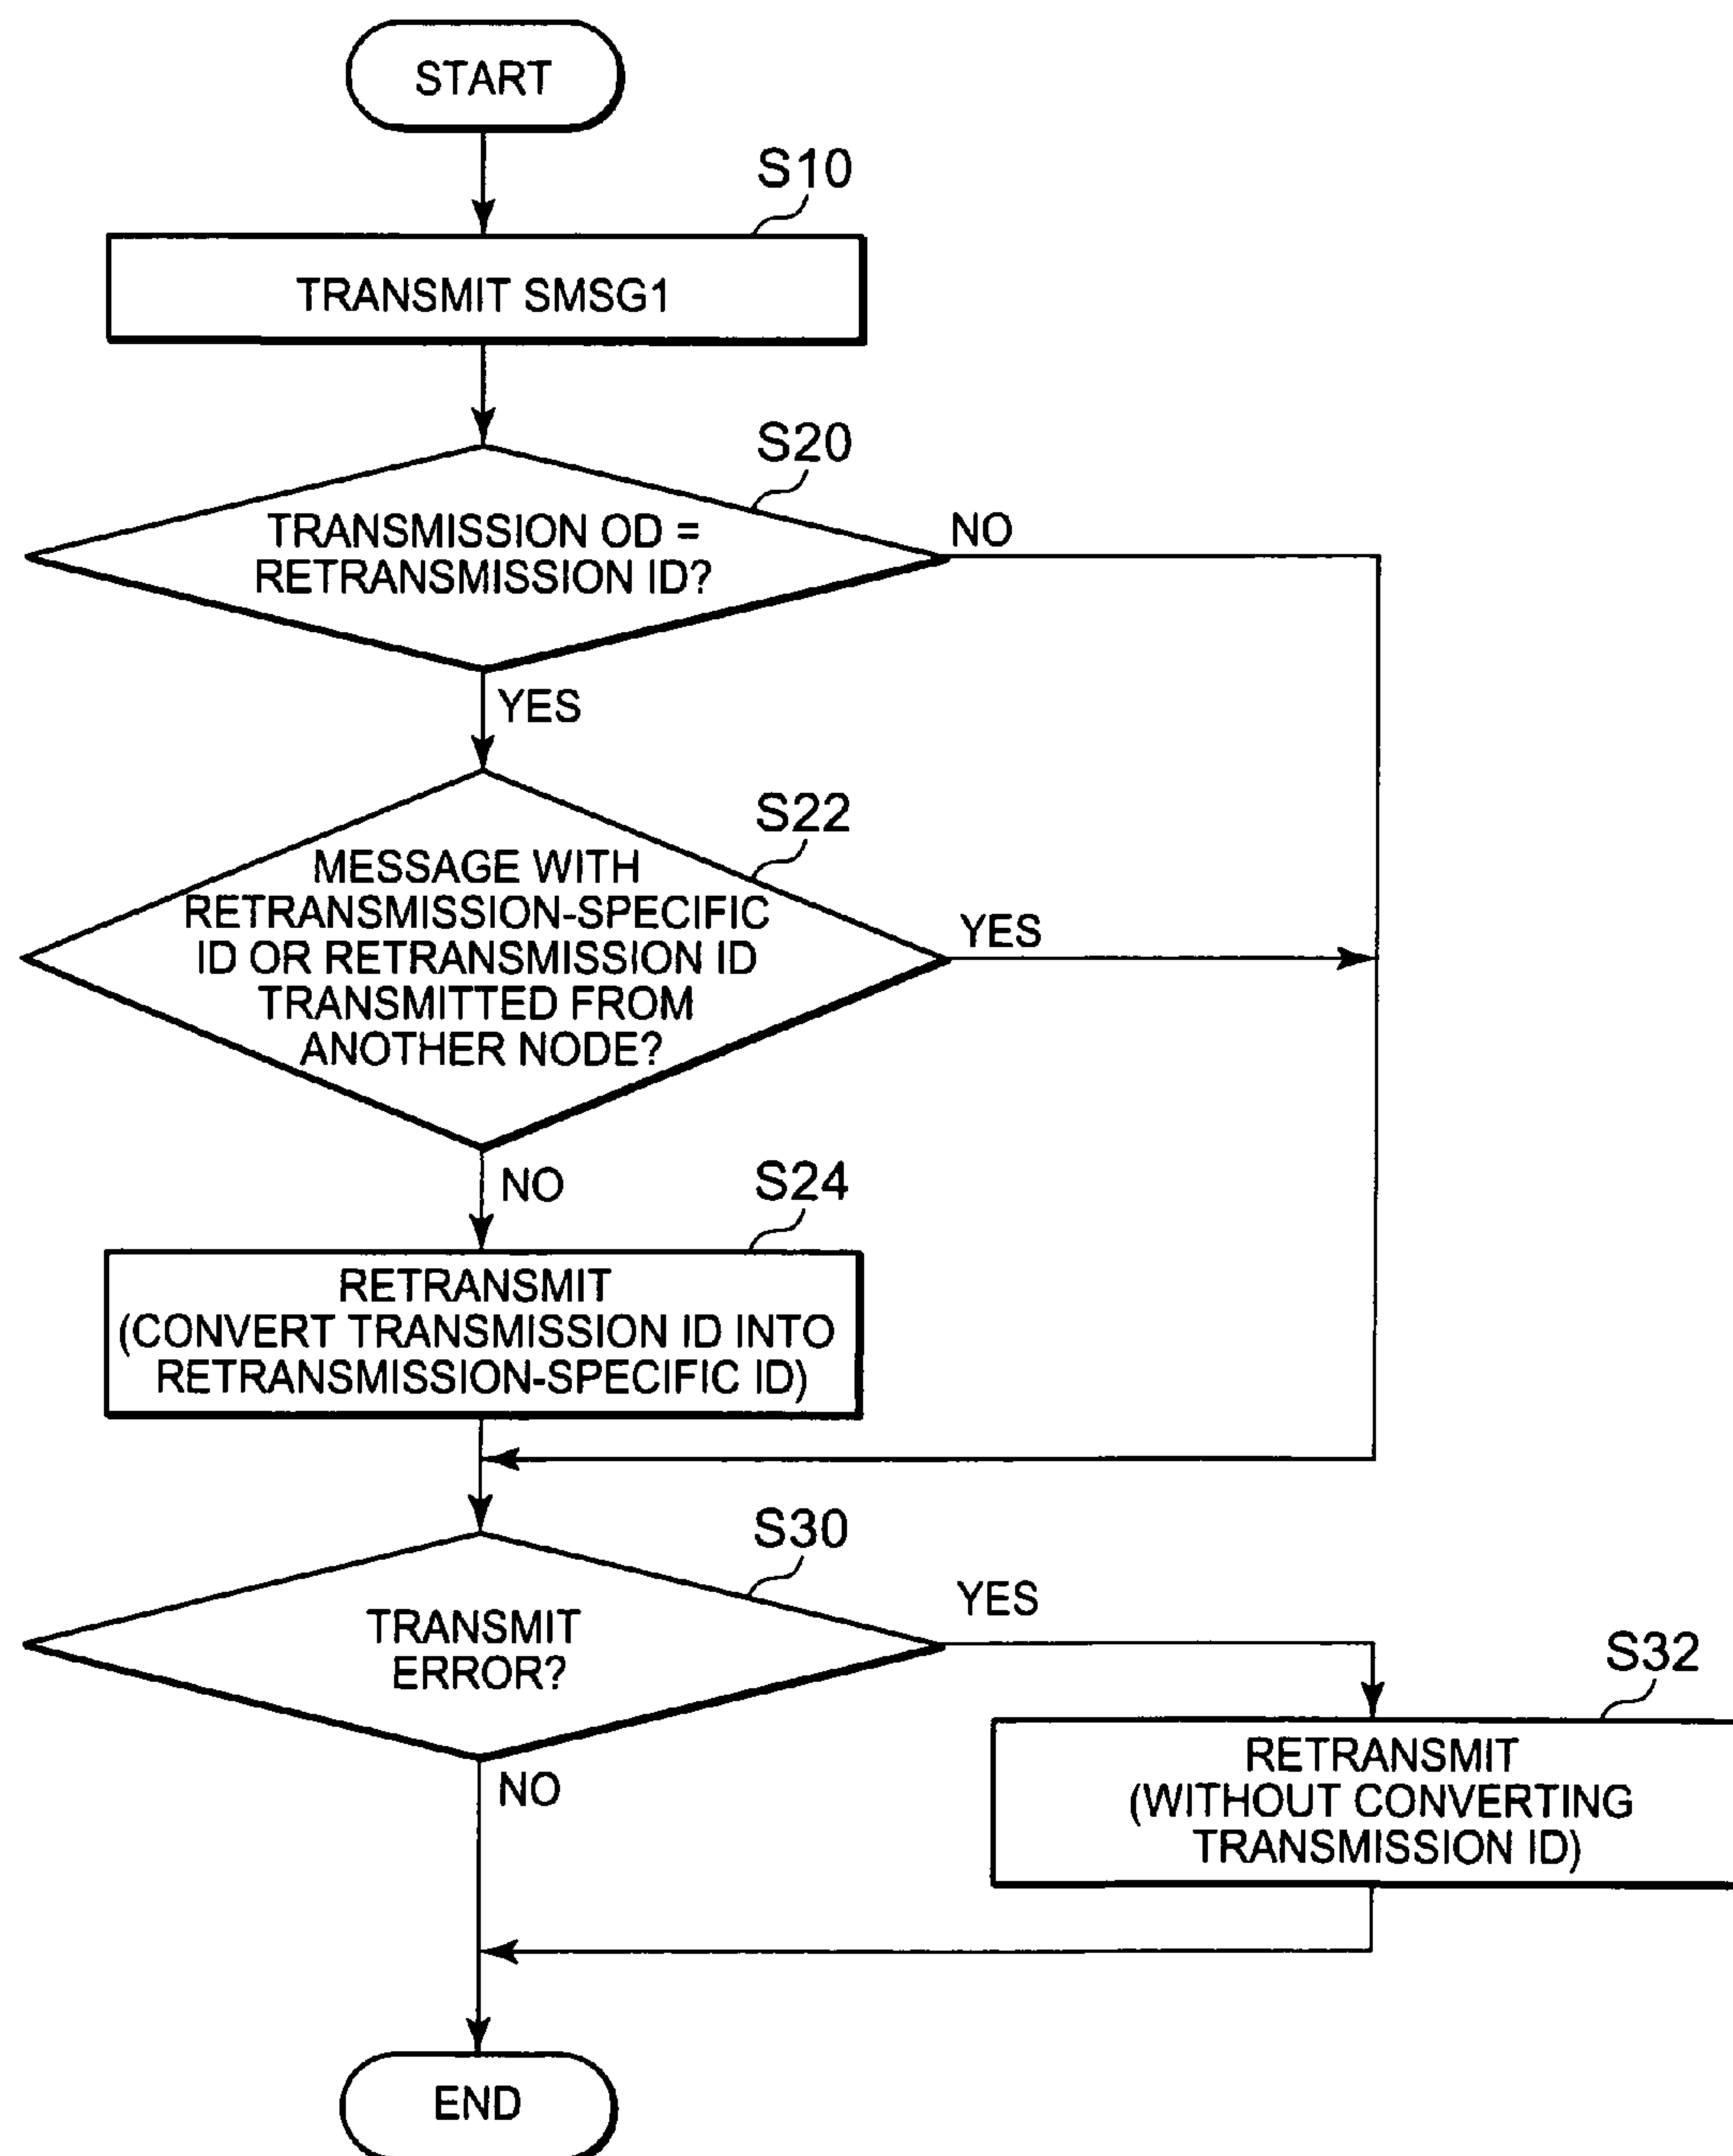 START
S10
TRANSMIT SMSG1
S20
TRANSMISSION OD =
RETRANSMISSION ID?
NO
YES
S22
MESSAGE WITH
RETRANSMISSION-SPECIFIC
ID OR RETRANSMISSION ID
TRANSMITTED FROM
ANOTHER NODE?
YES
NO
S24
RETRANSMIT
(CONVERT TRANSMISSION ID INTO
RETRANSMISSION-SPECIFIC ID)
S30
TRANSMIT
ERROR?
YES
S32
RETRANSMIT
(WITHOUT CONVERTING
TRANSMISSION ID)
NO
END